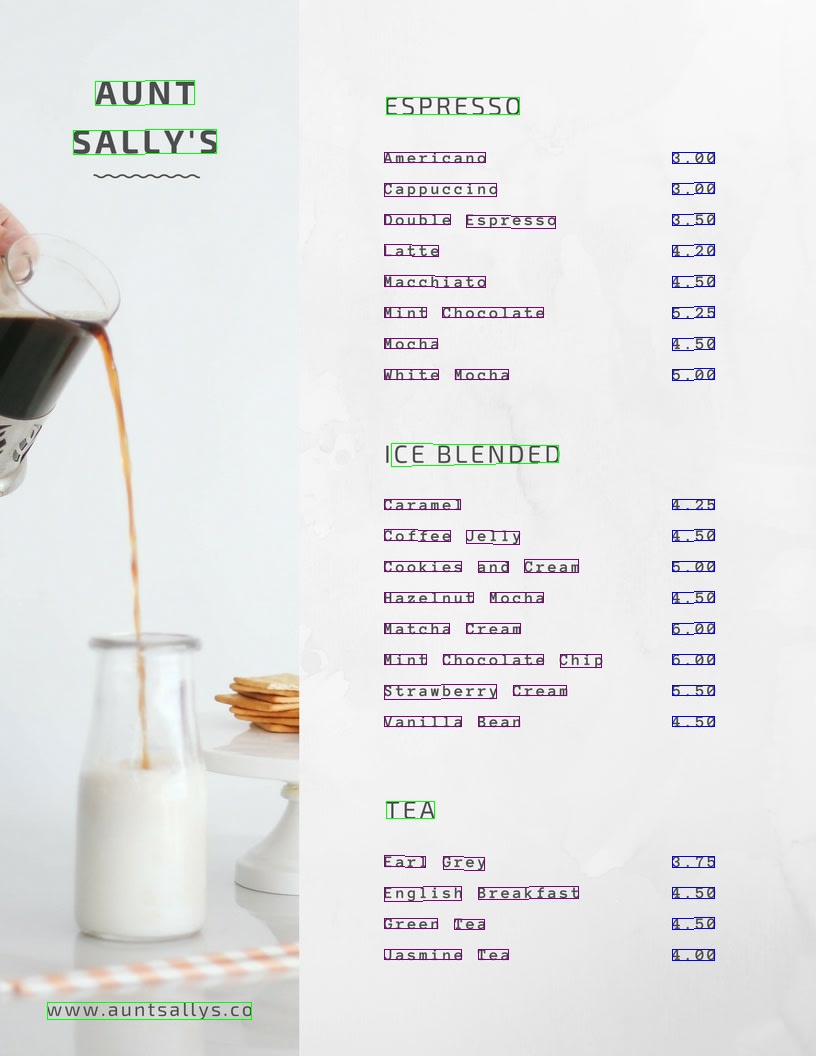 AUNT
SALLY'S
www.auntsallys.co
ESPRESSO
Americano 3.00
Cappuccino 3.00
Double Espresso 3.50
Latte 4.20
Macchiato 4.50
Mint Chocolate 5.25
Mocha 4.50
White Mocha 5.00
ICE BLENDED
Caramel 4.25
Coffee Jelly 4.50
Cookies and Cream 5.00
Hazelnut Mocha 4.50
Matcha Cream 6.00
Mint Chocolate Chip 6.00
Strawberry Cream 5.50
Vanilla Bean 4.50
TEA
Earl Grey 3.75
English Breakfast 4.50
Green Tea 4.50
Jasmine Tea 4.00